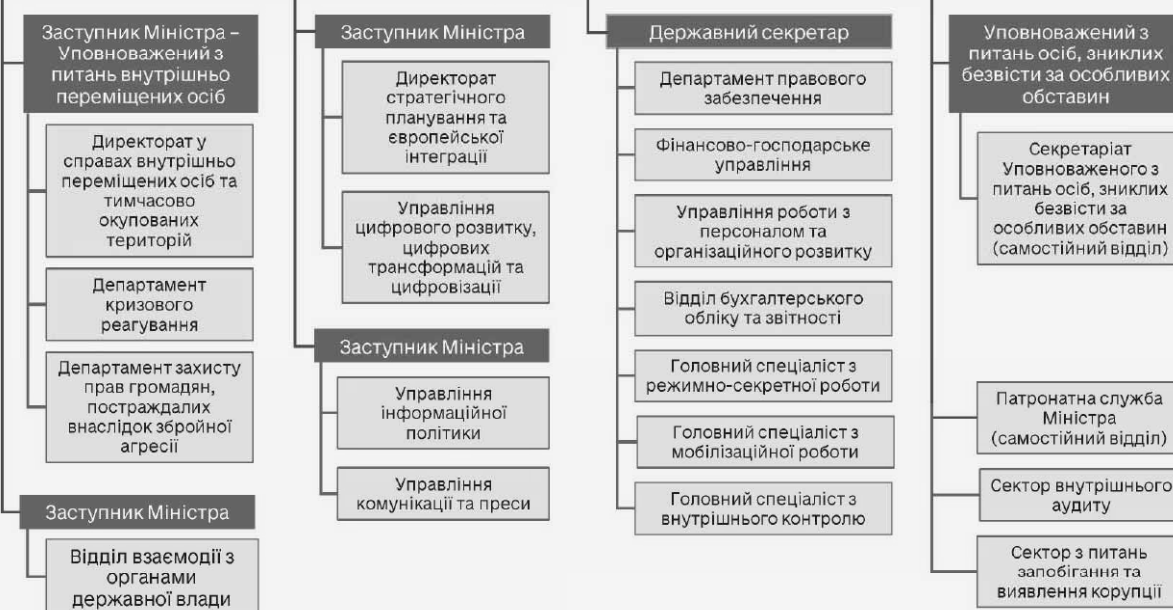 Заступник Міністра –
Уповноважений з
питань внутрішньо
переміщених осіб
Директорат у
справах внутрішньо
переміщених осіб та
тимчасово
окупованих
територій
Департамент
кризового
реагування
Департамент захисту
прав громадян,
постраждалих
внаслідок збройної
агресії
Заступник Міністра
Відділ взаємодії з
органами
державної влади
Заступник Міністра
Директорат
стратегічного
планування та
європейської
інтеграції
Управління
цифрового розвитку,
цифрових
трансформацій та
цифровізації
Заступник Міністра
Управління
інформаційної
політики
Управління
комунікації та преси
Державний секретар
Департамент правового
забезпечення
Фінансово-господарське
управління
Управління роботи з
персоналом та
організаційного розвитку
Відділ бухгалтерського
обліку та звітності
Головний спеціаліст з
режимно-секретної роботи
Головний спеціаліст з
мобілізаційної роботи
Головний спеціаліст з
внутрішнього контролю
Уповноважений з
питань осіб, зниклих
безвісти за особливих
обставин
Секретаріат
Уповноваженого з
питань осіб, зниклих
безвісти за
особливих обставин
(самостійний відділ)
Патронатна служба
Міністра
(самостійний відділ)
Сектор внутрішнього
аудиту
Сектор з питань
запобігання та
виявлення корупції